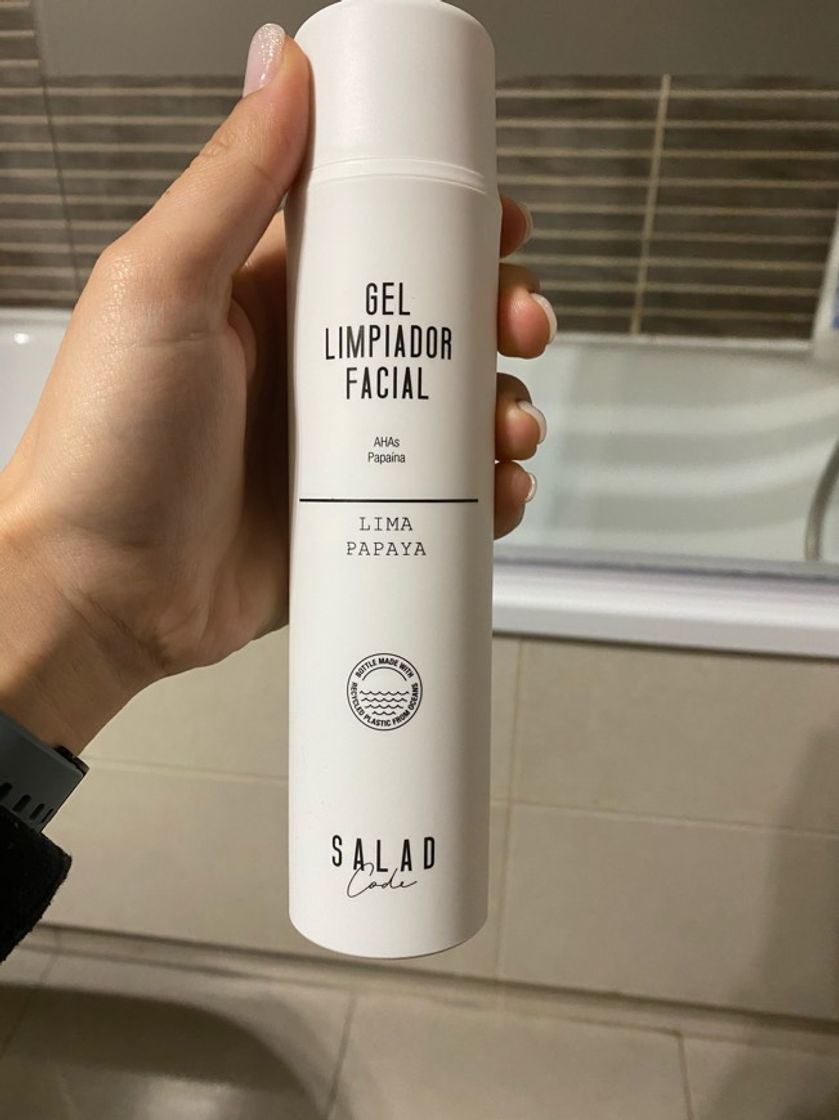 GEL
LIMPIADOR
FACIAL
AHAs
Papaína
LIMA
PAPAYA
BOTTLE MADE WITH
RECYCLED PLASTIC FROM OCEANS
SALAD
Code